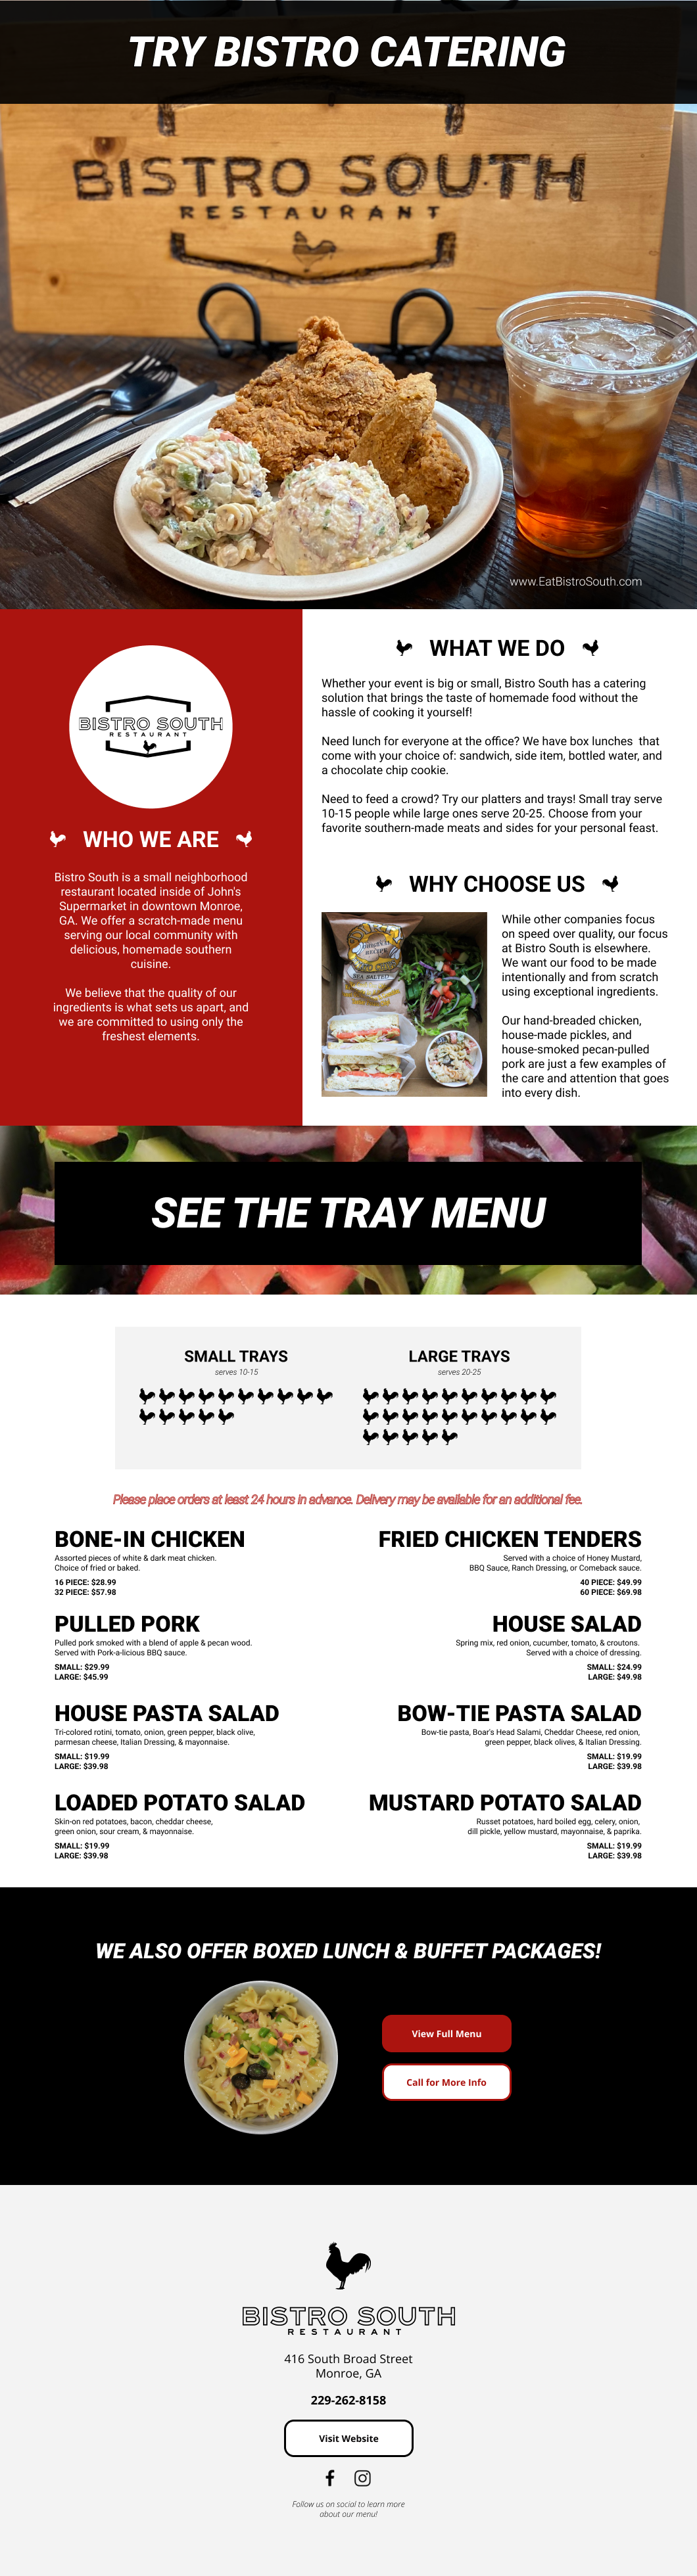 TRY BISTRO CATERING
BISTRO SOUTH
RESTAURANT
www.EatBistroSouth.com
BISTRO SOUTH
RESTAURANT
WHO WE ARE
Bistro South is a small neighborhood
restaurant located inside of John's
Supermarket in downtown Monroe,
GA. We offer a scratch-made menu
serving our local community with
delicious, homemade southern
cuisine.
We believe that the quality of our
ingredients is what sets us apart, and
we are committed to using only the
freshest elements.
WHAT WE DO
Whether your event is big or small, Bistro South has a catering
solution that brings the taste of homemade food without the
hassle of cooking it yourself!
Need lunch for everyone at the office? We have box lunches that
come with your choice of: sandwich, side item, bottled water, and
a chocolate chip cookie.
Need to feed a crowd? Try our platters and trays! Small tray serve
10-15 people while large ones serve 20-25. Choose from your
favorite southern-made meats and sides for your personal feast.
WHY CHOOSE US
SEA SALTED
While other companies focus
on speed over quality, our focus
at Bistro South is elsewhere.
We want our food to be made
intentionally and from scratch
using exceptional ingredients.
Our hand-breaded chicken,
house-made pickles, and
house-smoked pecan-pulled
pork are just a few examples of
the care and attention that goes
into every dish.
SEE THE TRAY MENU
SMALL TRAYS
serves 10-15
LARGE TRAYS
serves 20-25
Please place orders at least 24 hours in advance. Delivery may be available for an additional fee.
BONE-IN CHICKEN
Assorted pieces of white & dark meat chicken.
Choice of fried or baked.
16 PIECE: $28.99
32 PIECE: $57.98
FRIED CHICKEN TENDERS
Served with a choice of Honey Mustard,
BBQ Sauce, Ranch Dressing, or Comeback sauce.
40 PIECE: $49.99
60 PIECE: $69.98
PULLED PORK
Pulled pork smoked with a blend of apple & pecan wood.
Served with Pork-a-licious BBQ sauce.
SMALL: $29.99
LARGE: $45.99
HOUSE SALAD
Spring mix, red onion, cucumber, tomato, & croutons.
Served with a choice of dressing.
SMALL: $24.99
LARGE: $49.98
HOUSE PASTA SALAD
Tri-colored rotini, tomato, onion, green pepper, black olive,
parmesan cheese, Italian Dressing, & mayonnaise.
SMALL: $19.99
LARGE: $39.98
BOW-TIE PASTA SALAD
Bow-tie pasta, Boar's Head Salami, Cheddar Cheese, red onion,
green pepper, black olives, & Italian Dressing.
SMALL: $19.99
LARGE: $39.98
LOADED POTATO SALAD
Skin-on red potatoes, bacon, cheddar cheese,
green onion, sour cream, & mayonnaise.
SMALL: $19.99
LARGE: $39.98
MUSTARD POTATO SALAD
Russet potatoes, hard boiled egg, celery, onion,
dill pickle, yellow mustard, mayonnaise, & paprika.
SMALL: $19.99
LARGE: $39.98
WE ALSO OFFER BOXED LUNCH & BUFFET PACKAGES!
View Full Menu
Call for More Info
BISTRO SOUTH
RESTAURANT
416 South Broad Street
Monroe, GA
229-262-8158
Visit Website
Follow us on social to learn more
about our menu!